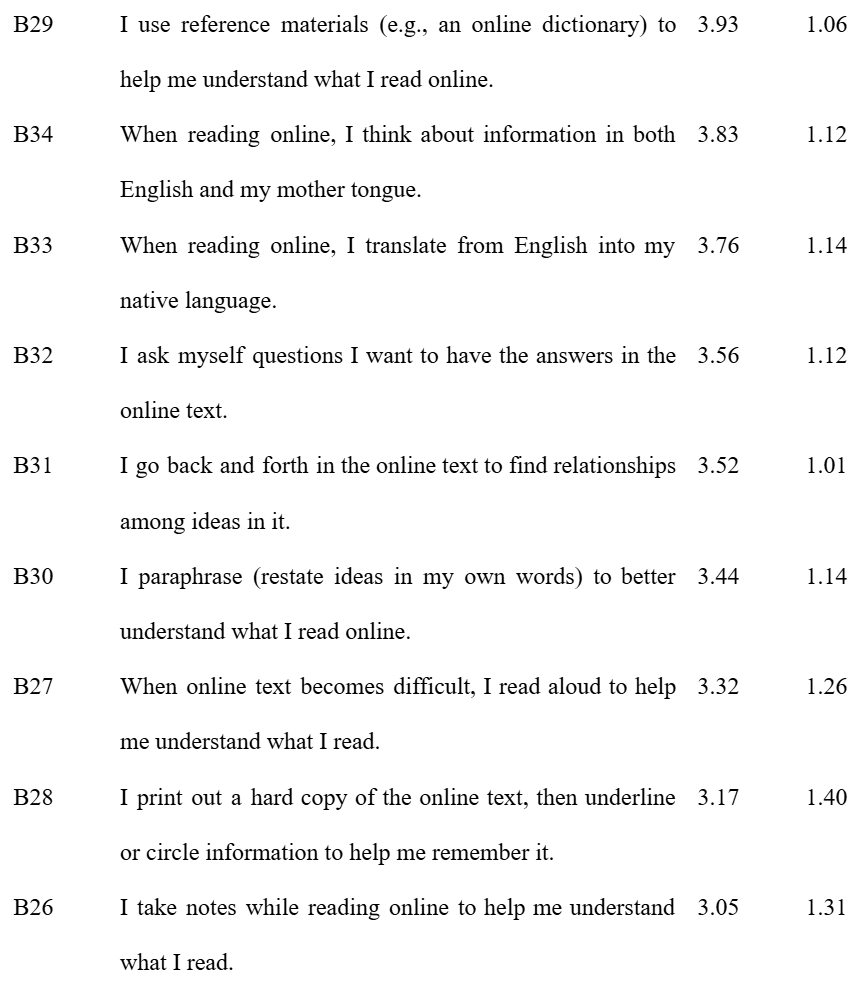 B29 I use reference materials (e.g., an online dictionary) to 3.93 1.06
help me understand what I read online.
B34 When reading online, I think about information in both 3.83 1.12
English and my mother tongue.
B33 When reading online, I translate from English into my 3.76 1.14
native language.
B32 I ask myself questions I want to have the answers in the 3.56 1.12
online text.
B31 I go back and forth in the online text to find relationships 3.52 1.01
among ideas in it.
B30 I paraphrase (restate ideas in my own words) to better 3.44 1.14
understand what I read online.
B27 When online text becomes difficult, I read aloud to help 3.32 1.26
me understand what I read.
B28 I print out a hard copy of the online text, then underline 3.17 1.40
or circle information to help me remember it.
B26 I take notes while reading online to help me understand 3.05 1.31
what I read.